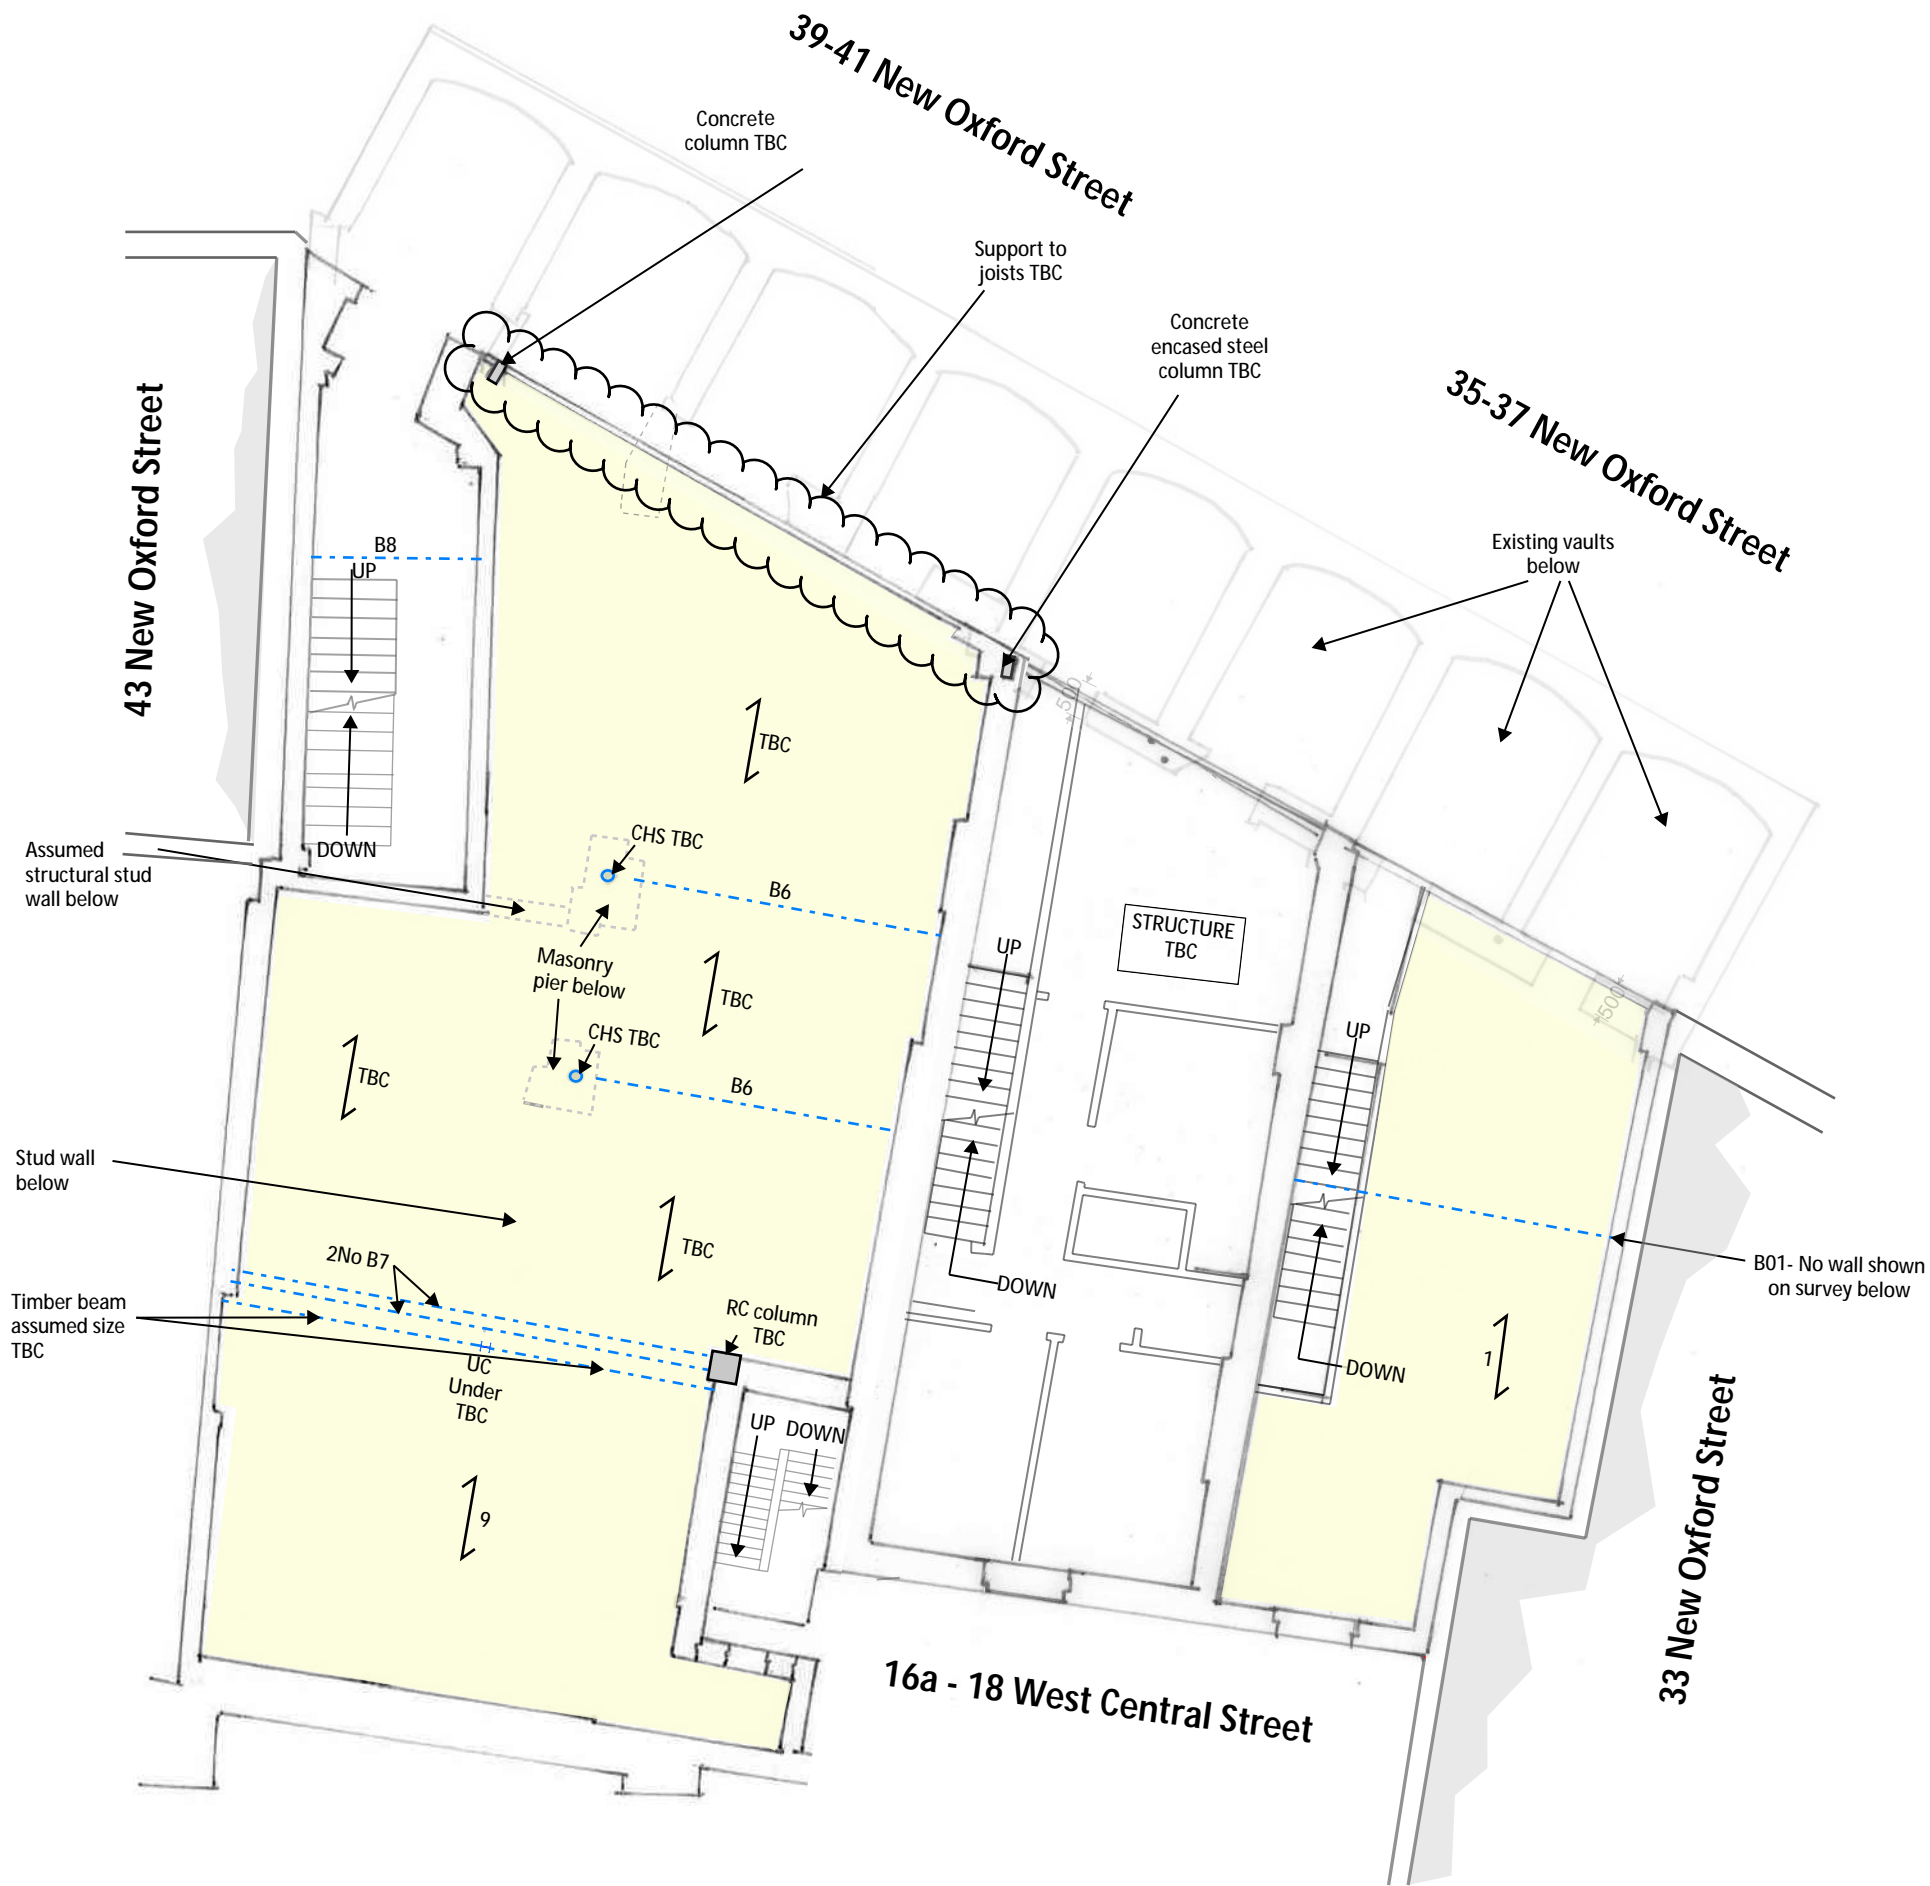 39-41 New Oxford Street
Concrete
column TBC
Support to
joists TBC
Concrete
encased steel
column TBC
35-37 New Oxford Street
Existing vaults
below
43 New Oxford Street
B8
UP
DOWN
500
TBC
CHS TBC
B6
Assumed
structural stud
wall below
Masonry
pier below
TBC
UP
STRUCTURE
TBC
500
UP
CHS TBC
B6
TBC
Stud wall
below
TBC
2No B7
Timber beam
assumed size
TBC
RC column
TBC
UC
Under
TBC
DOWN
B01- No wall shown
on survey below
1
DOWN
UP
DOWN
9
33 New Oxford Street
16a - 18 West Central Street